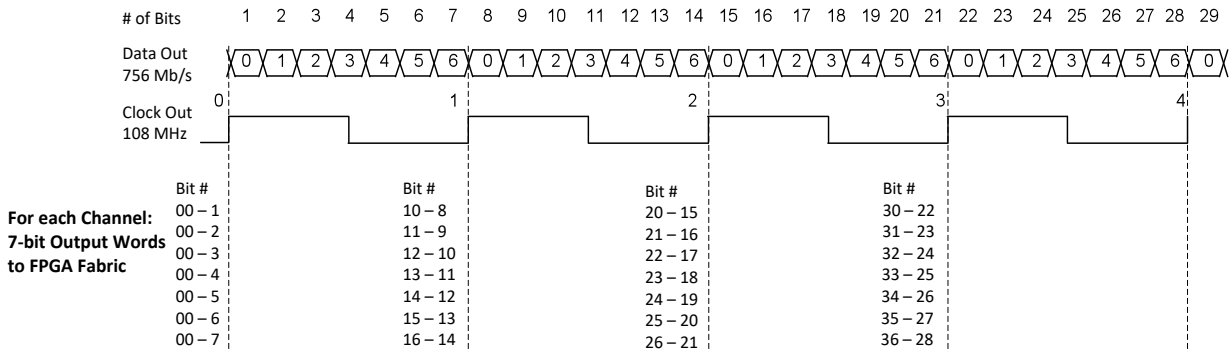 # of Bits 1 2 3 4 5 6 7 8 9 10 11 12 13 14 15 16 17 18 19 20 21 22 23 24 25 26 27 28 29
Data Out 0 1 2 3 4 5 6 0 1 2 3 4 5 6 0 1 2 3 4 5 6 0 1 2 3 4 5 6 0
756 Mb/s
0 1 2 3 4
Clock Out
108 MHz
Bit # Bit # Bit # Bit #
00 – 1 10 – 8 20 – 15 30 – 22
For each Channel:
00 – 2 11 – 9 21 – 16 31 – 23
7-bit Output Words
00 – 3 12 – 10 22 – 17 32 – 24
to FPGA Fabric
00 – 4 13 – 11 23 – 18 33 – 25
00 – 5 14 – 12 24 – 19 34 – 26
00 – 6 15 – 13 25 – 20 35 – 27
00 – 7 16 – 14 26 – 21 36 – 28